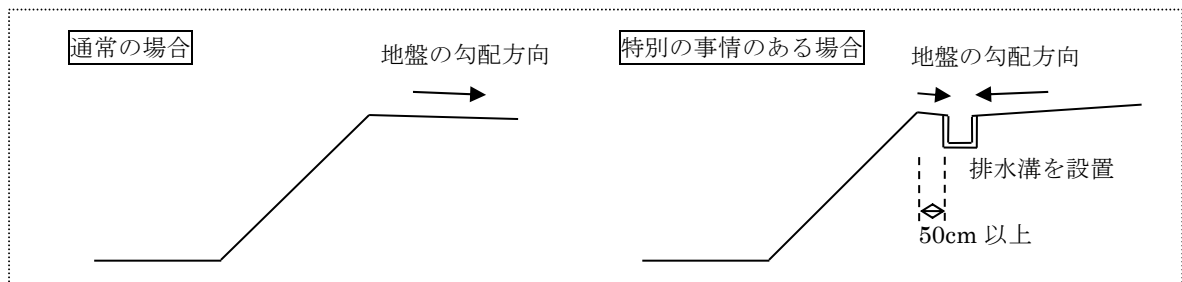 通常の場合
地盤の勾配方向
特別の事情のある場合
地盤の勾配方向
排水溝を設置
50cm 以上